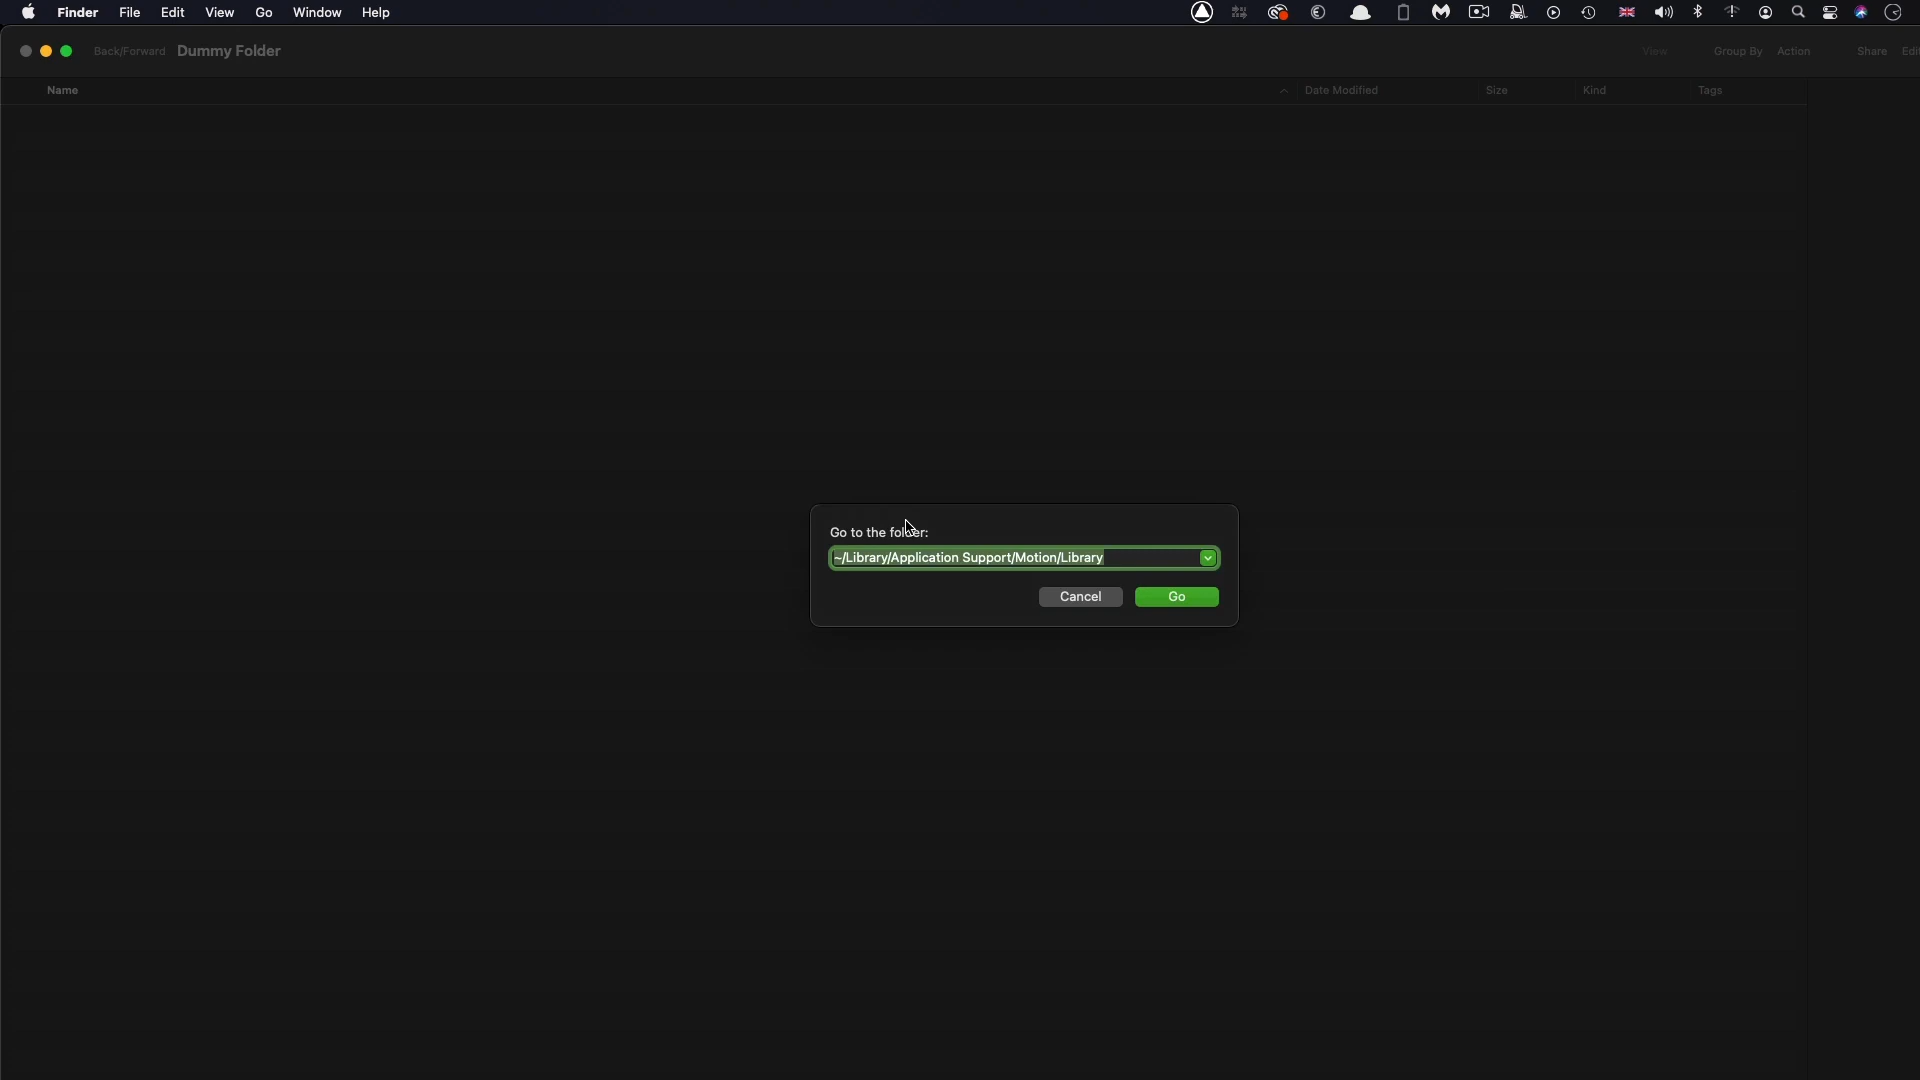 Finder File Edit View Go Window Help
Back/Forward Dummy Folder View Group By Action Share
Name Date Modified Size Kind Tags
Go to the folder:
~/Library/Application Support/Motion/Library
Cancel Go